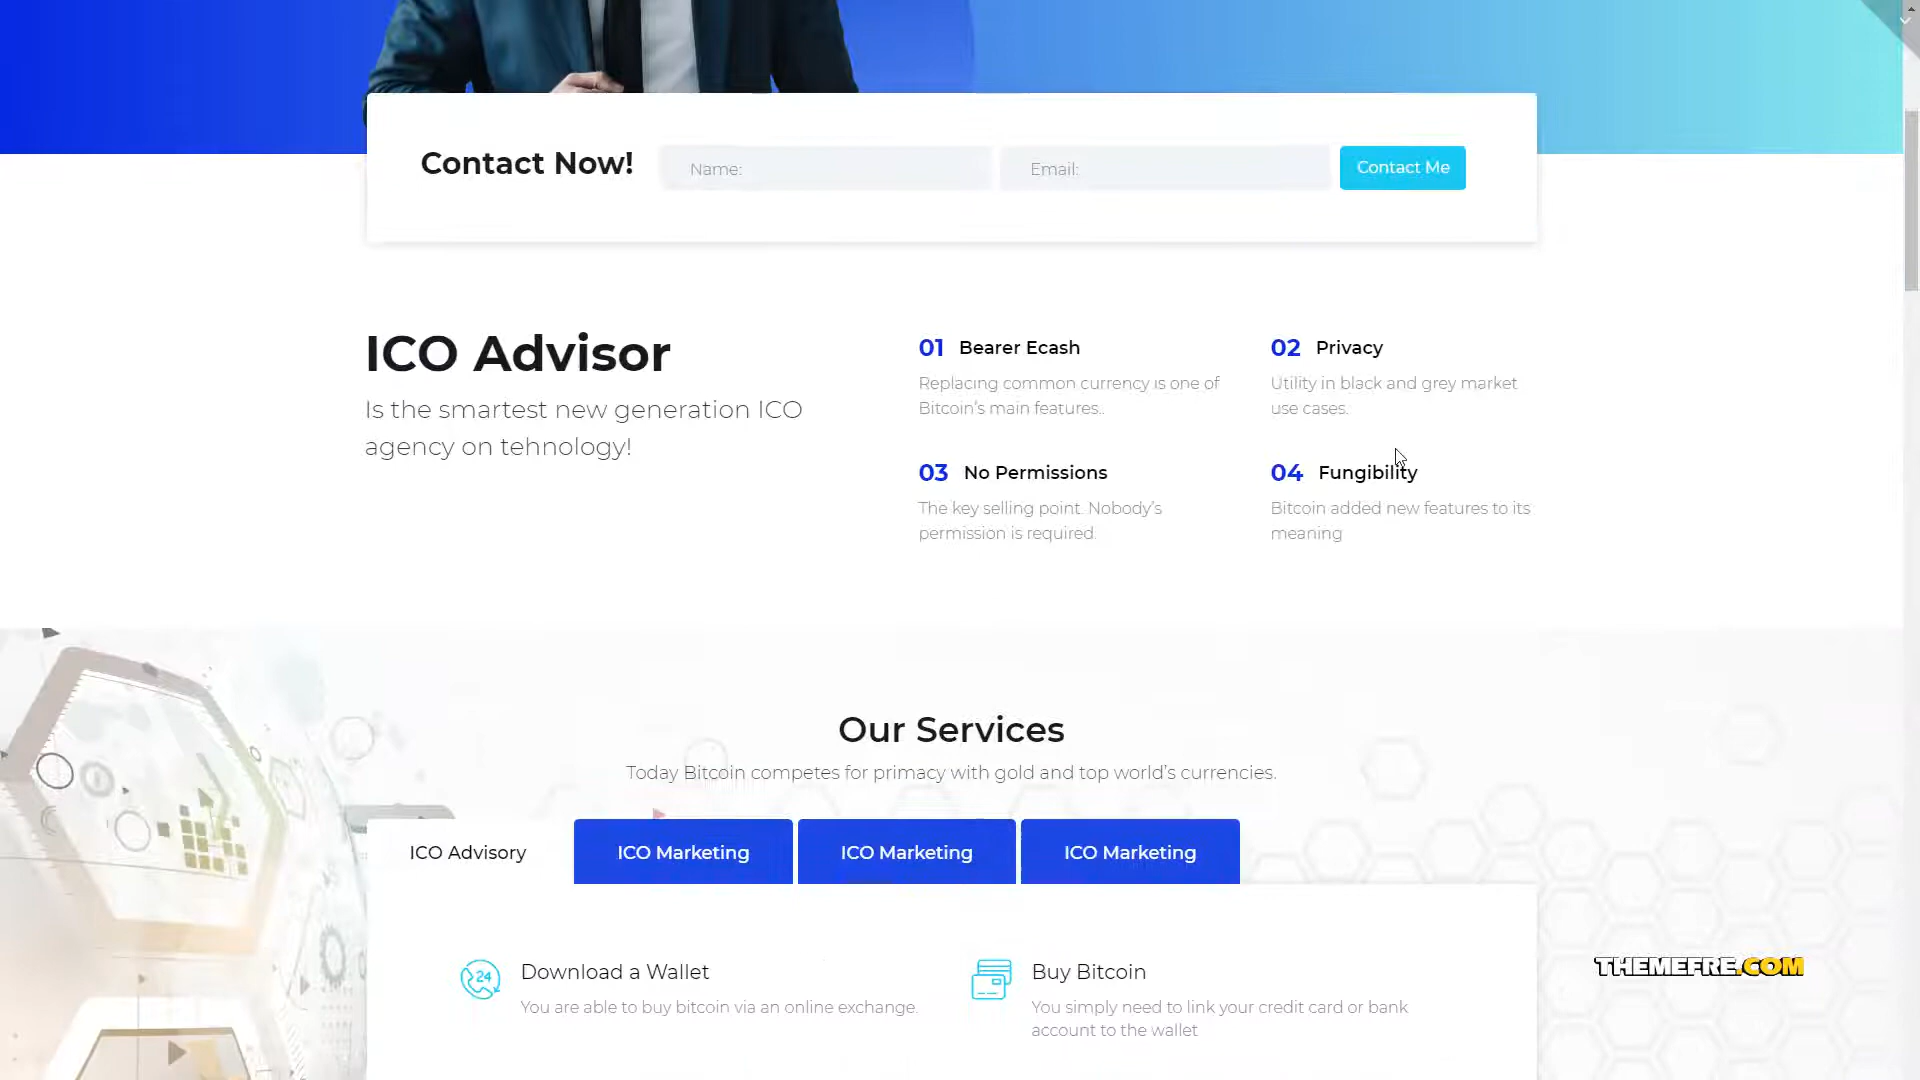 Contact Now!
Name:
Email:
Contact Me
ICO Advisor
Is the smartest new generation ICO
agency on tehnology!
01 Bearer Ecash
Replacing common currency is one of
Bitcoin's main features..
02 Privacy
Utility in black and grey market
use cases.
03 No Permissions
The key selling point. Nobody's
permission is required.
04 Fungibility
Bitcoin added new features to its
meaning
Our Services
Today Bitcoin competes for primacy with gold and top world's currencies.
ICO Advisory
ICO Marketing
ICO Marketing
ICO Marketing
24
Download a Wallet
You are able to buy bitcoin via an online exchange.
Buy Bitcoin
You simply need to link your credit card or bank
account to the wallet
THEMEFRE.COM